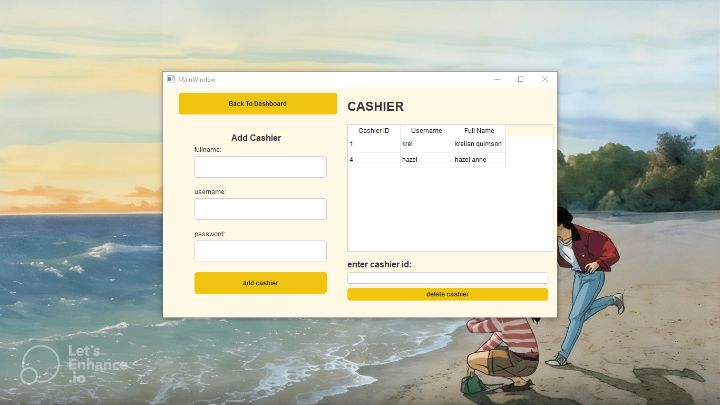 MainWindow
Back To Dashboard
Add Cashier
fullname:
username:
password:
add cashier
CASHIER
Cashier ID Username Full Name
1 krei krelian quimson
4 hazel hazel anne
enter cashier id:
delete cashier
Let's
Enhance
.io